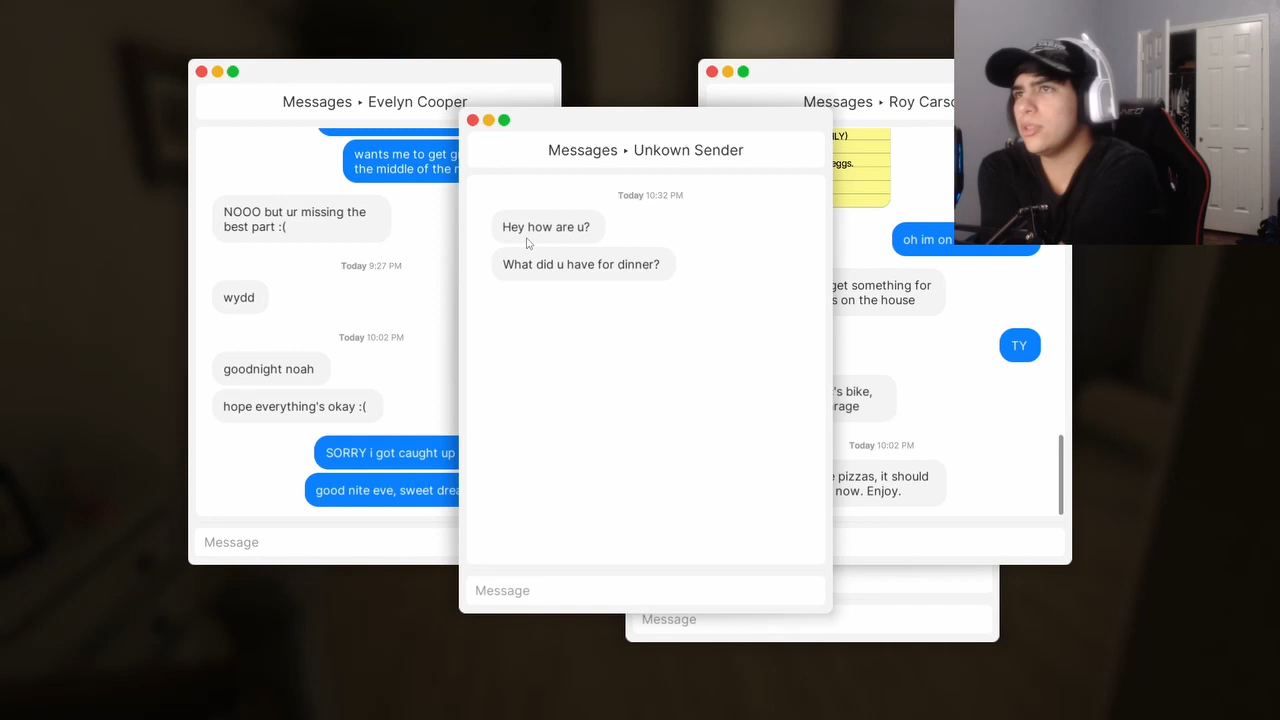 Messages ▸ Evelyn Cooper
wants me to get
the middle of the
NOOO but ur missing the
best part :(
Today 9:27 PM
wydd
Today 10:02 PM
goodnight noah
hope everything's okay :(
SORRY i got caught up
good nite eve, sweet
Message
Messages ▸ Unkown Sender
Today 10:32 PM
Hey how are u?
What did u have for dinner?
Message
Messages ▸ Roy
eggs.
oh im on
get something for
on the house
TY
bike,
Today 10:02 PM
pizzas, it should
now. Enjoy.
Message